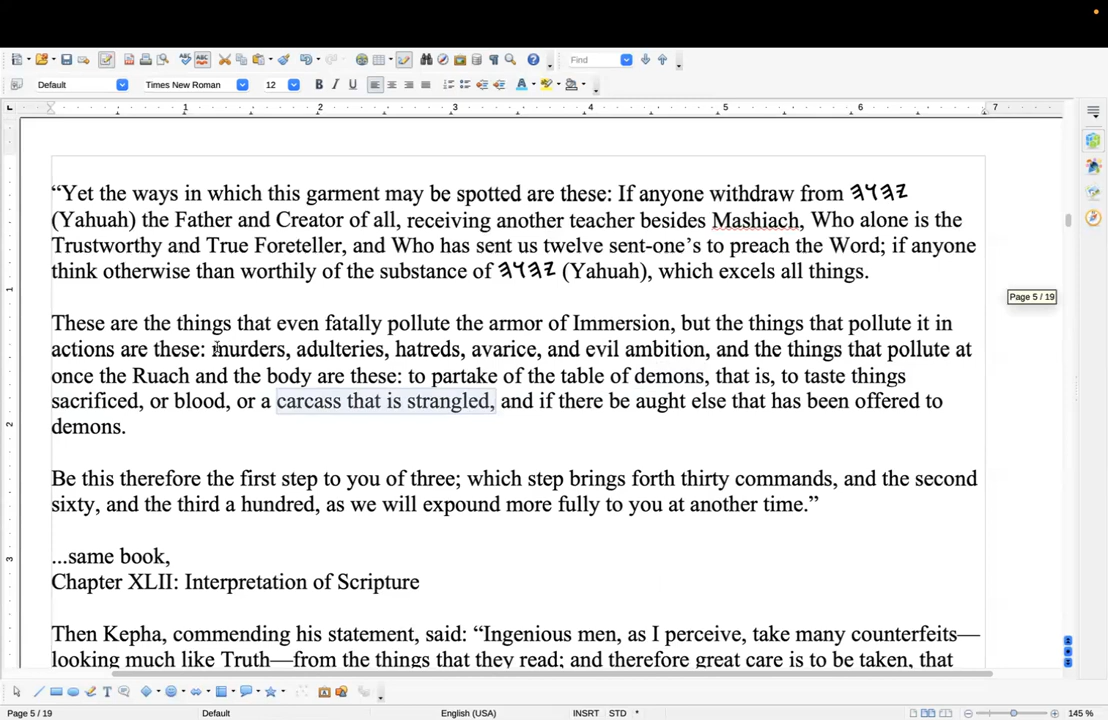 Find
Default
Times New Roman
12
1 2 3 4 5 6 7
“Yet the ways in which this garment may be spotted are these: If anyone withdraw from 𐤉𐤄𐤅𐤄
(Yahuah) the Father and Creator of all, receiving another teacher besides Mashiach, Who alone is the
Trustworthy and True Foreteller, and Who has sent us twelve sent-one’s to preach the Word; if anyone
think otherwise than worthily of the substance of 𐤉𐤄𐤅𐤄 (Yahuah), which excels all things.
Page 5 / 19
These are the things that even fatally pollute the armor of Immersion, but the things that pollute it in
actions are these: murders, adulteries, hatreds, avarice, and evil ambition, and the things that pollute at
once the Ruach and the body are these: to partake of the table of demons, that is, to taste things
sacrificed, or blood, or a carcass that is strangled, and if there be aught else that has been offered to
demons.
Be this therefore the first step to you of three; which step brings forth thirty commands, and the second
sixty, and the third a hundred, as we will expound more fully to you at another time.”
...same book,
Chapter XLII: Interpretation of Scripture
Then Kepha, commending his statement, said: “Ingenious men, as I perceive, take many counterfeits—
looking much like Truth—from the things that they read; and therefore great care is to be taken, that
Page 5 / 19
Default
English (USA)
INSRT
STD
*
145 %